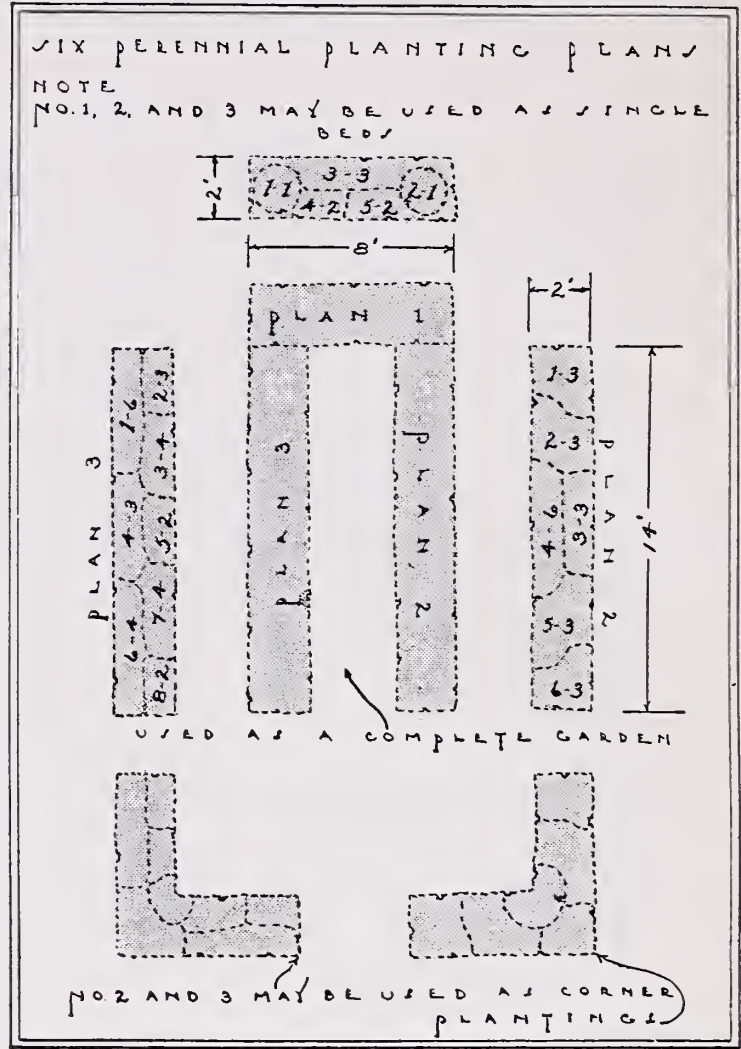 SIX PERENNIAL PLANTING PLANS
NOTE
NO. 1, 2, AND 3 MAY BE USED AS SINGLE
BEDS
2'
1-1
3-3
2-1
4-2
5-2
8'
PLAN 1
PLAN 3
PLAN 2
PLAN 3
1-6
2-3
3-4
4-3
5-2
6-4
7-4
8-2
2'
1-3
2-3
4-6
3-3
5-3
6-3
PLAN 2
14'
USED AS A COMPLETE GARDEN
NO. 2 AND 3 MAY BE USED AS CORNER
PLANTINGS